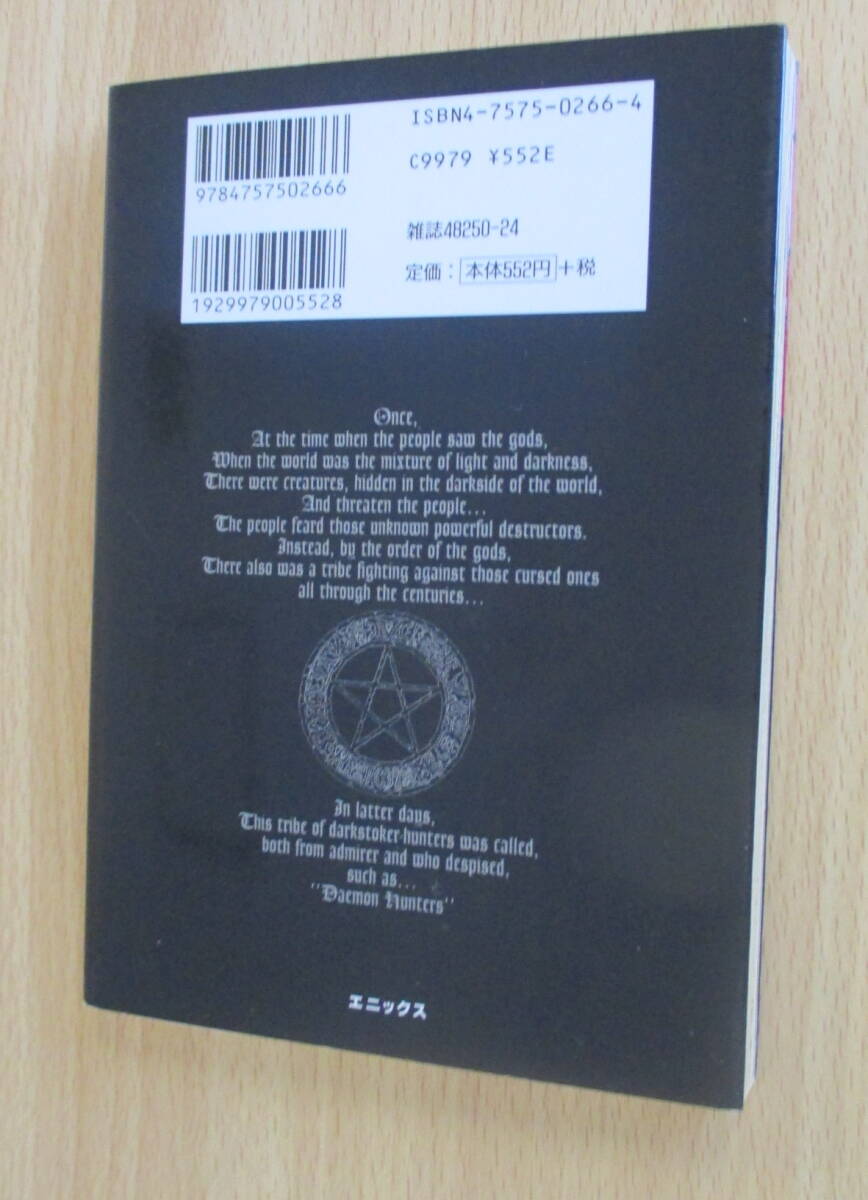 ISBN4-7575-0266-4
9784757502666
C9979 ¥552E
雑誌48250-24
1929979005528
定価:本体552円+税
Once,
At the time when the people saw the gods,
When the world was the mixture of light and darkness,
There were creatures, hidden in the darkside of the world,
And threaten the people...
The people feard those unknown powerful destructors.
Instead, by the order of the gods,
There also was a tribe fighting against those cursed ones
all through the centuries...
In latter days,
This tribe of darkstoker-hunters was called,
both from admirer and who despised,
such as...
"Daemon Hunters"
エニックス